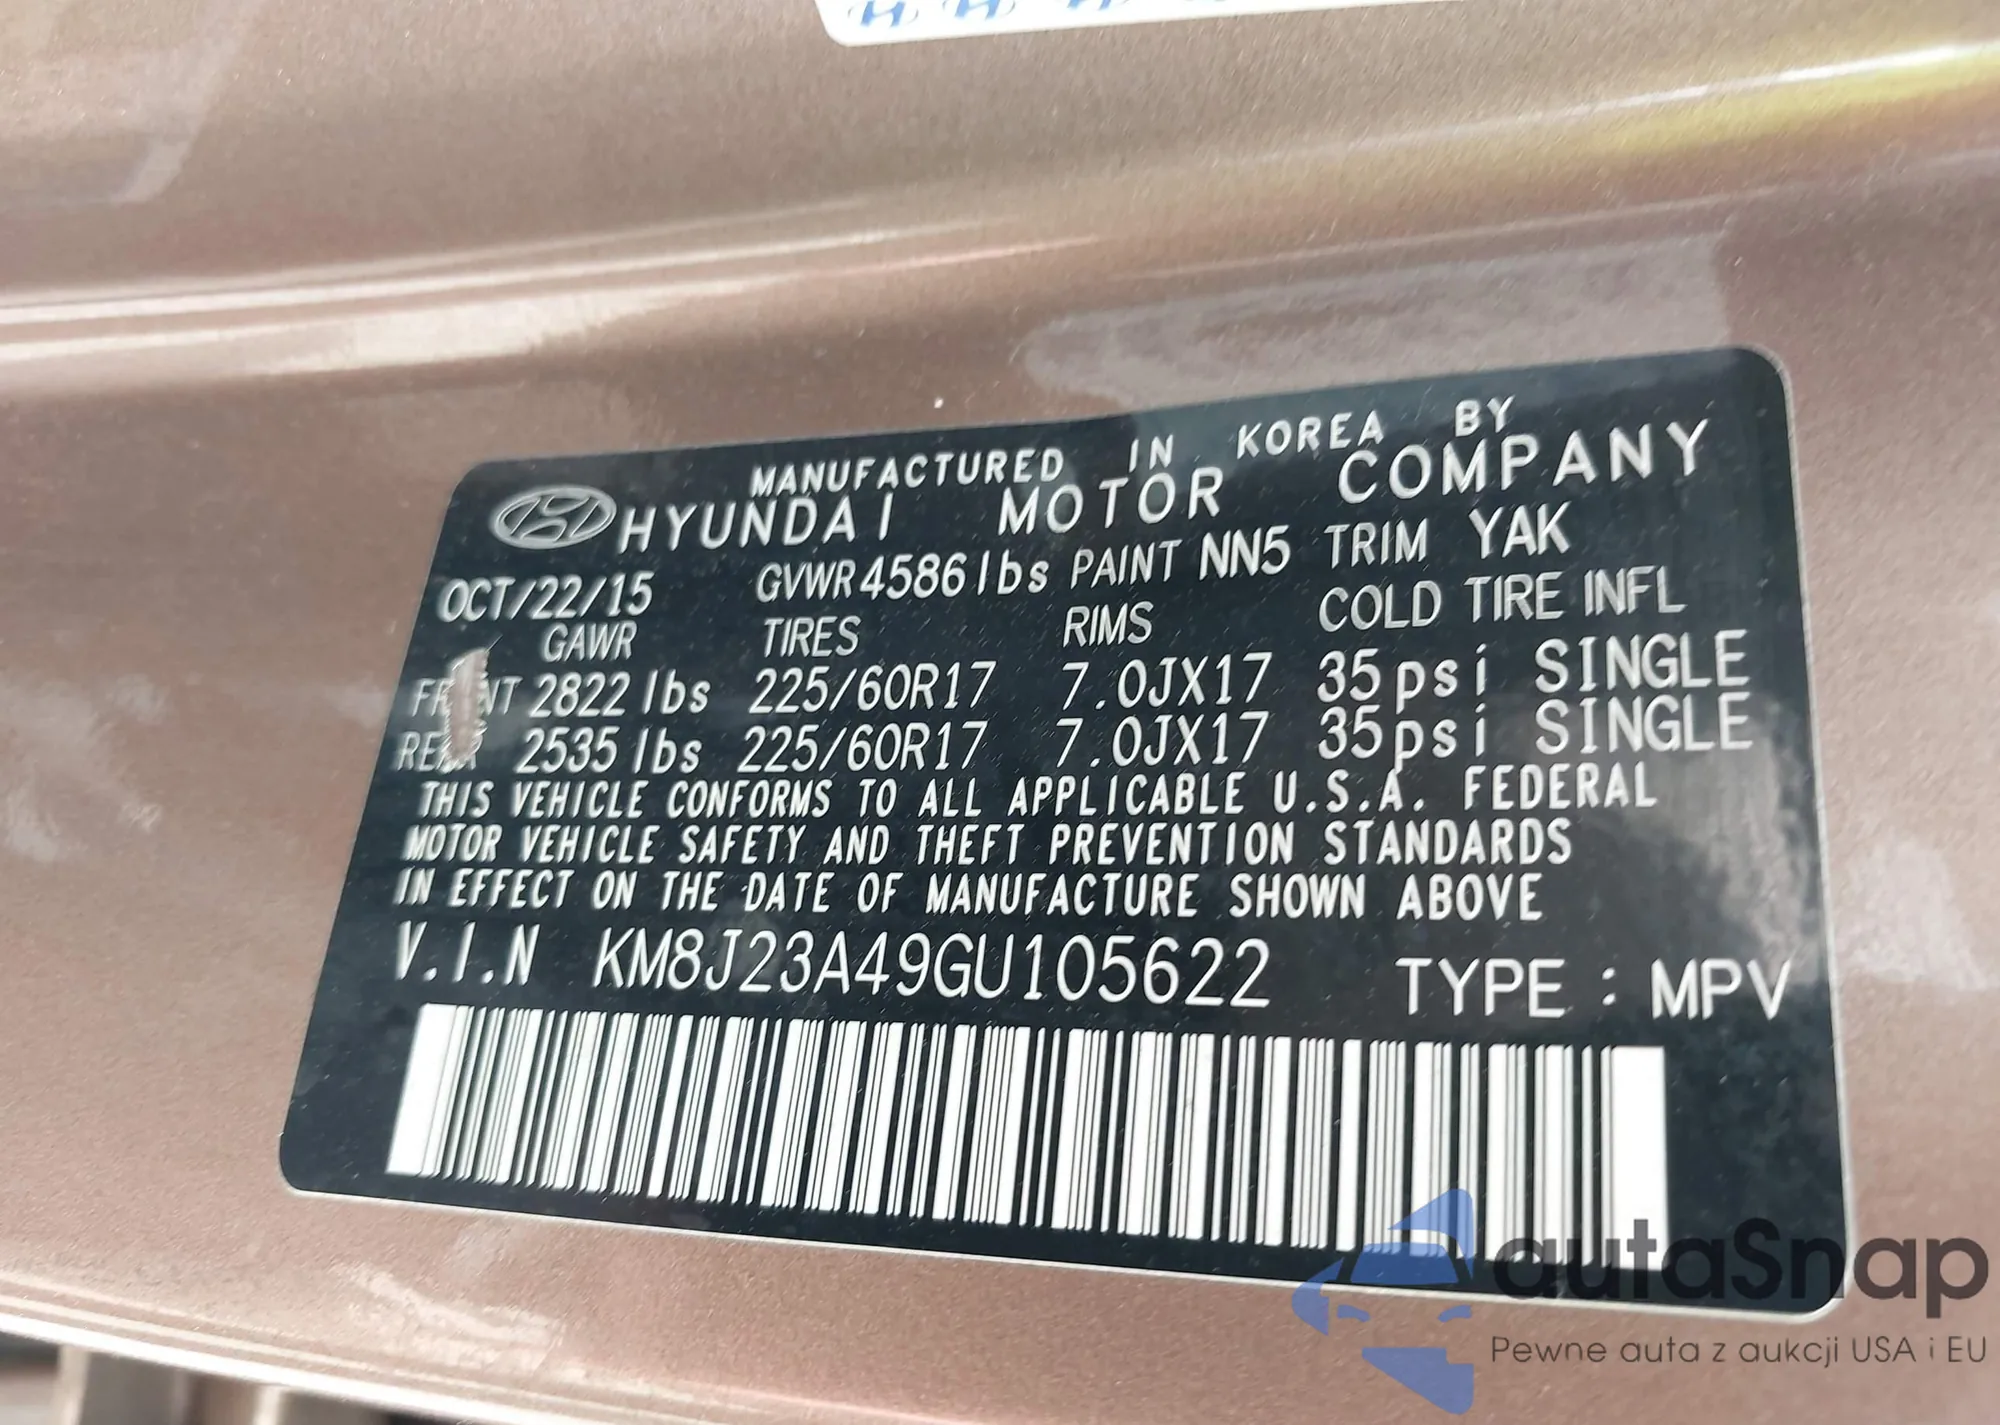 MANUFACTURED IN KOREA BY
HYUNDAI MOTOR COMPANY
OCT/22/15 GVWR 4586 lbs PAINT NN5 TRIM YAK
GAWR TIRES RIMS COLD TIRE INFL
FRONT 2822 lbs 225/60R17 7.0JX17 35psi SINGLE
REAR 2535 lbs 225/60R17 7.0JX17 35psi SINGLE
THIS VEHICLE CONFORMS TO ALL APPLICABLE U.S.A. FEDERAL
MOTOR VEHICLE SAFETY AND THEFT PREVENTION STANDARDS
IN EFFECT ON THE DATE OF MANUFACTURE SHOWN ABOVE
V.I.N KM8J23A49GU105622 TYPE : MPV
autaSnap
Pewne auta z aukcji USA i EU